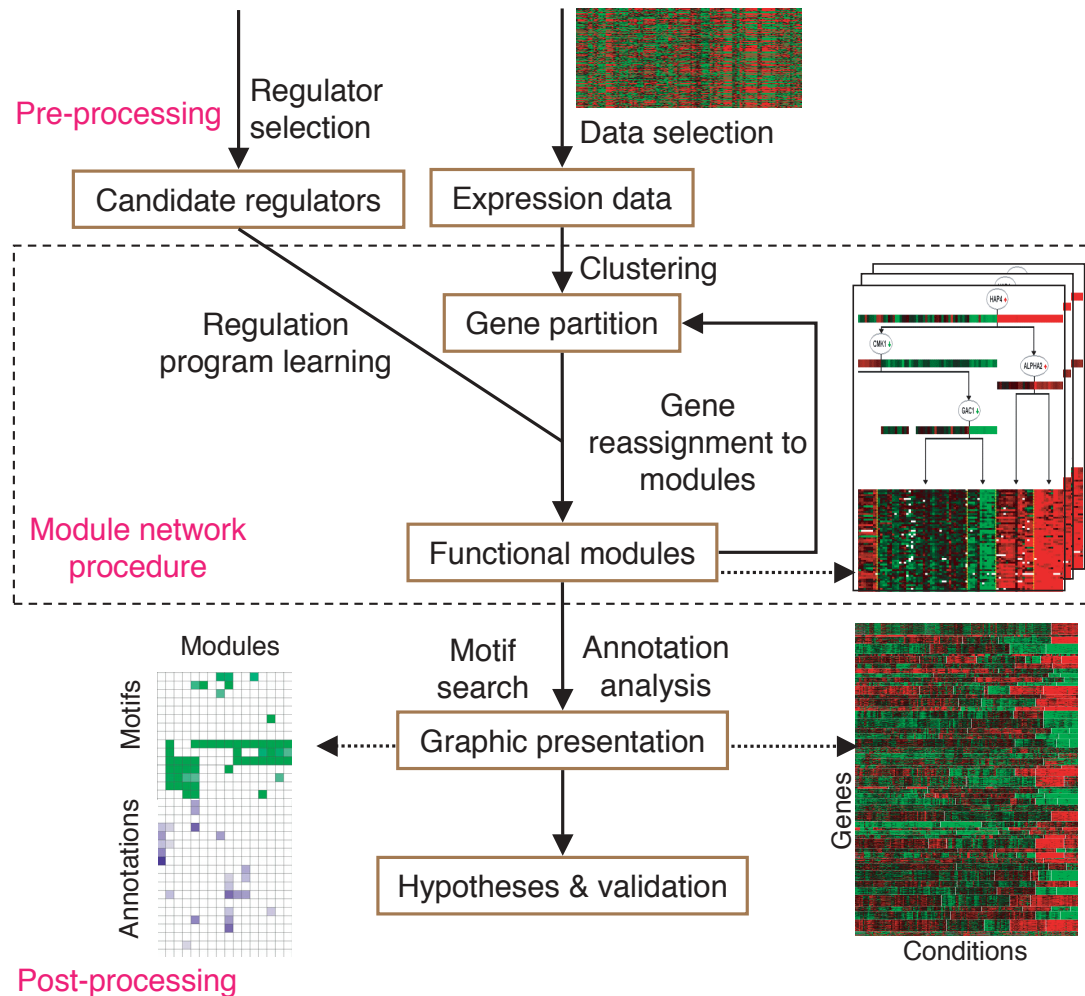 Pre-processing
Regulator
selection
Data selection
Candidate regulators
Expression data
Clustering
Gene partition
Regulation
program learning
Gene
reassignment to
modules
HAP4
CMK1
ALPHA2
GAC1
Module network
procedure
Functional modules
Modules
Motif
search
Annotation
analysis
Motifs
Graphic presentation
Annotations
Genes
Hypotheses & validation
Conditions
Post-processing